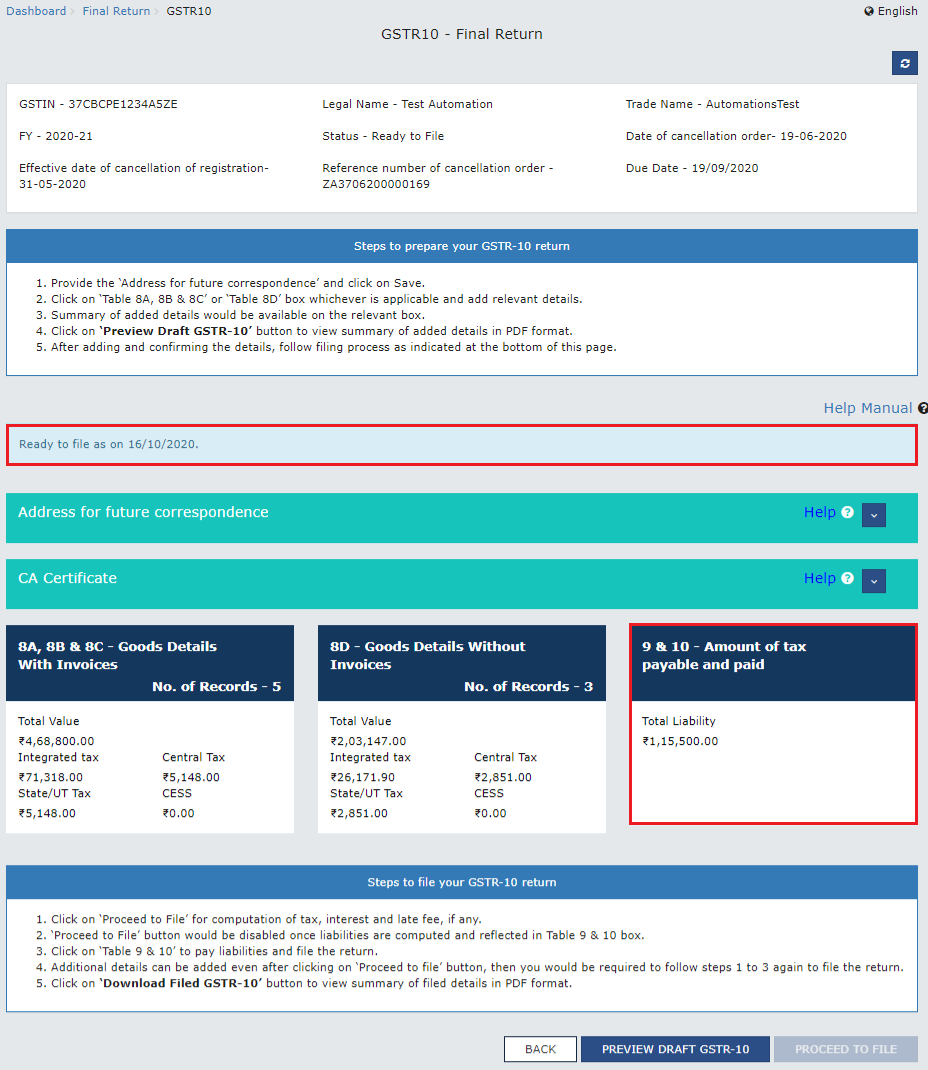 Dashboard > Final Return > GSTR10
English
GSTR10 - Final Return
GSTIN - 37CBCPE1234A5ZE
Legal Name - Test Automation
Trade Name - AutomationsTest
FY - 2020-21
Status - Ready to File
Date of cancellation order- 19-06-2020
Effective date of cancellation of registration-
31-05-2020
Reference number of cancellation order -
ZA3706200000169
Due Date - 19/09/2020
Steps to prepare your GSTR-10 return
1. Provide the ‘Address for future correspondence’ and click on Save.
2. Click on ‘Table 8A, 8B & 8C’ or ‘Table 8D’ box whichever is applicable and add relevant details.
3. Summary of added details would be available on the relevant box.
4. Click on ‘Preview Draft GSTR-10’ button to view summary of added details in PDF format.
5. After adding and confirming the details, follow filing process as indicated at the bottom of this page.
Help Manual ?
Ready to file as on 16/10/2020.
Address for future correspondence
Help ?
CA Certificate
Help ?
8A, 8B & 8C - Goods Details
With Invoices
No. of Records - 5
Total Value
₹4,68,800.00
Integrated tax Central Tax
₹71,318.00 ₹5,148.00
State/UT Tax CESS
₹5,148.00 ₹0.00
8D - Goods Details Without
Invoices
No. of Records - 3
Total Value
₹2,03,147.00
Integrated tax Central Tax
₹26,171.90 ₹2,851.00
State/UT Tax CESS
₹2,851.00 ₹0.00
9 & 10 - Amount of tax
payable and paid
Total Liability
₹1,15,500.00
Steps to file your GSTR-10 return
1. Click on ‘Proceed to File’ for computation of tax, interest and late fee, if any.
2. ‘Proceed to File’ button would be disabled once liabilities are computed and reflected in Table 9 & 10 box.
3. Click on ‘Table 9 & 10’ to pay liabilities and file the return.
4. Additional details can be added even after clicking on ‘Proceed to file’ button, then you would be required to follow steps 1 to 3 again to file the return.
5. Click on ‘Download Filed GSTR-10’ button to view summary of filed details in PDF format.
BACK
PREVIEW DRAFT GSTR-10
PROCEED TO FILE